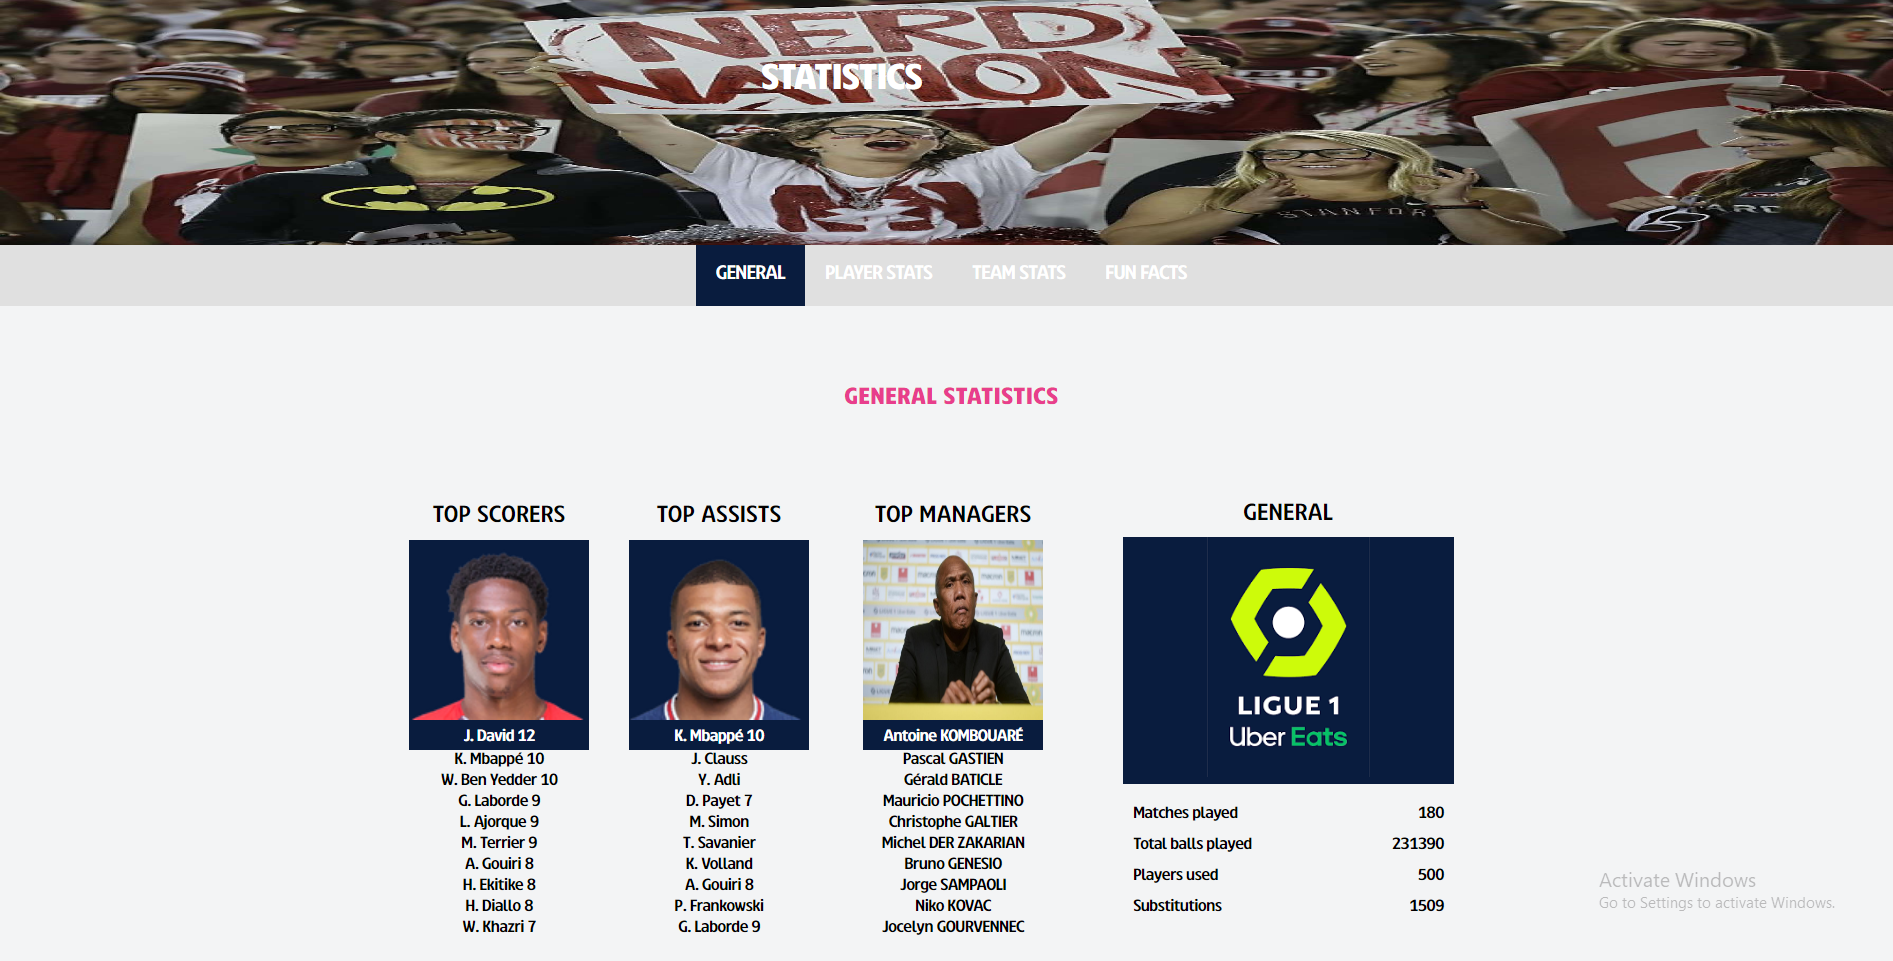 NERD
NATION
STATISTICS
STANFOR
GENERAL
PLAYER STATS
TEAM STATS
FUN FACTS
GENERAL STATISTICS
TOP SCORERS
J. David 12
K. Mbappé 10
W. Ben Yedder 10
G. Laborde 9
L. Ajorque 9
M. Terrier 9
A. Gouiri 8
H. Ekitike 8
H. Diallo 8
W. Khazri 7
TOP ASSISTS
K. Mbappé 10
J. Clauss
Y. Adli
D. Payet 7
M. Simon
T. Savanier
K. Volland
A. Gouiri 8
P. Frankowski
G. Laborde 9
TOP MANAGERS
Antoine KOMBOUARÉ
Pascal GASTIEN
Gérald BATICLE
Mauricio POCHETTINO
Christophe GALTIER
Michel DER ZAKARIAN
Bruno GENESIO
Jorge SAMPAOLI
Niko KOVAC
Jocelyn GOURVENNEC
GENERAL
LIGUE 1
Uber Eats
Matches played 180
Total balls played 231390
Players used 500
Substitutions 1509
Activate Windows
Go to Settings to activate Windows.